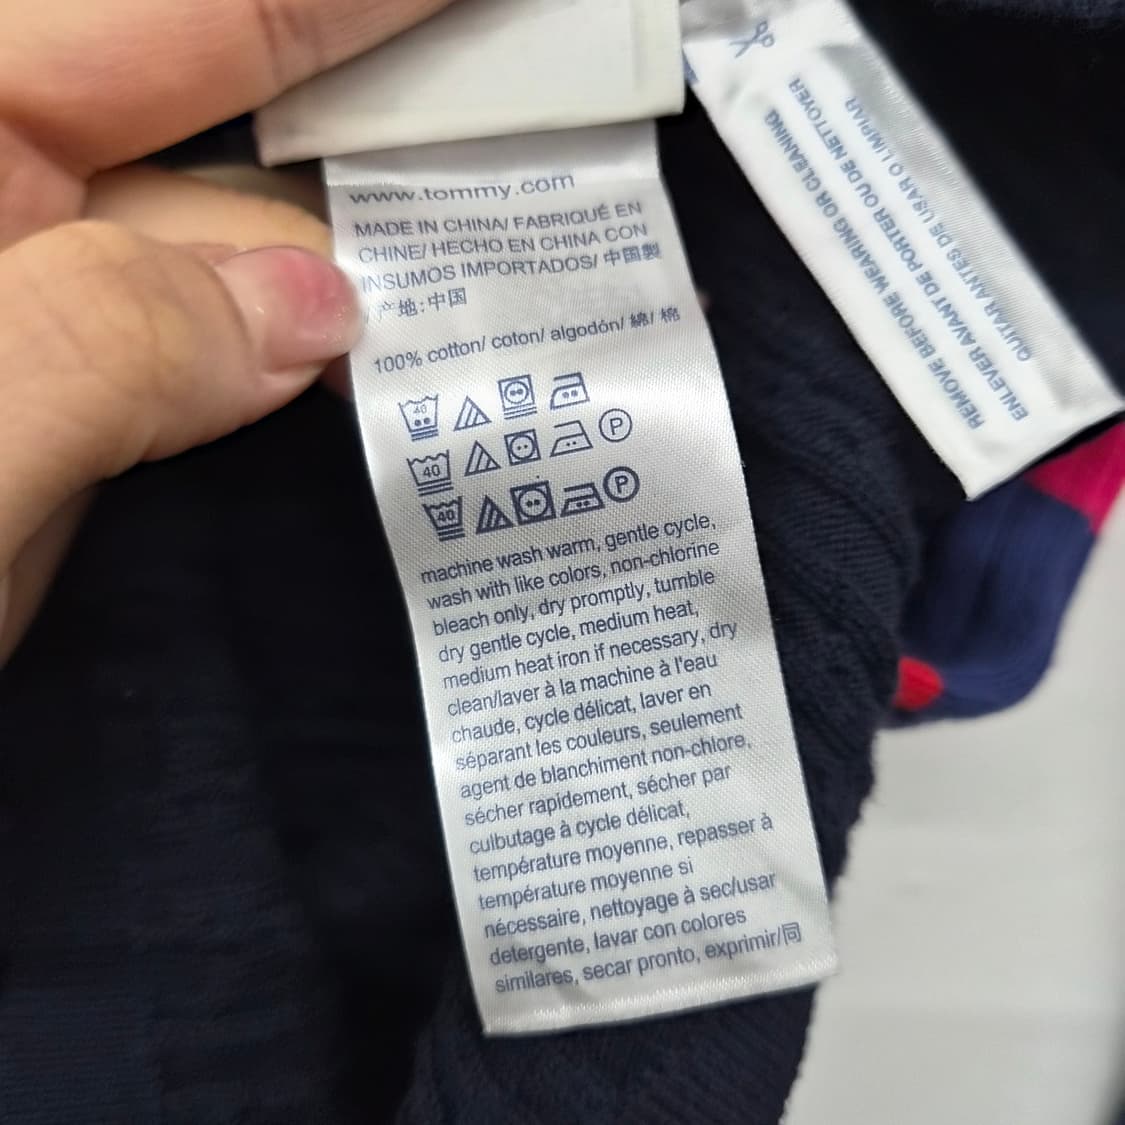 www.tommy.com
MADE IN CHINA/ FABRIQUÉ EN
CHINE/ HECHO EN CHINA CON
INSUMOS IMPORTADOS/ 中国製
/ 产地:中国
100% cotton/ coton/ algodón/ 綿/ 棉
40
40 P
40 P
machine wash warm, gentle cycle,
wash with like colors, non-chlorine
bleach only, dry promptly, tumble
dry gentle cycle, medium heat,
medium heat iron if necessary, dry
clean/laver à la machine à l'eau
chaude, cycle délicat, laver en
séparant les couleurs, seulement
agent de blanchiment non-chlore,
sécher rapidement, sécher par
culbutage à cycle délicat,
température moyenne, repasser à
température moyenne si
nécessaire, nettoyage à sec/usar
detergente, lavar con colores
similares, secar pronto, exprimir/同
REMOVE BEFORE WEARING OR CLEANING
ENLEVER AVANT DE PORTER OU DE NETTOYER
QUITAR ANTES DE USAR O LIMPIAR